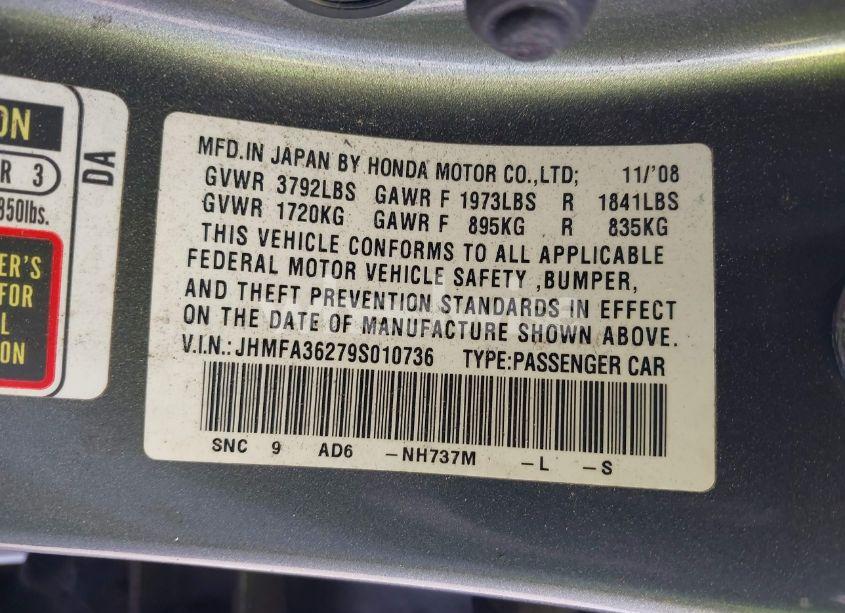 ON
R 3
850lbs.
ER'S
FOR
L
ION
DA
MFD.IN JAPAN BY HONDA MOTOR CO.,LTD; 11/'08
GVWR 3792LBS GAWR F 1973LBS R 1841LBS
GVWR 1720KG GAWR F 895KG R 835KG
THIS VEHICLE CONFORMS TO ALL APPLICABLE
FEDERAL MOTOR VEHICLE SAFETY ,BUMPER,
AND THEFT PREVENTION STANDARDS IN EFFECT
ON THE DATE OF MANUFACTURE SHOWN ABOVE.
V.I.N.: JHMFA36279S010736 TYPE:PASSENGER CAR
SNC 9 AD6 -NH737M -L -S